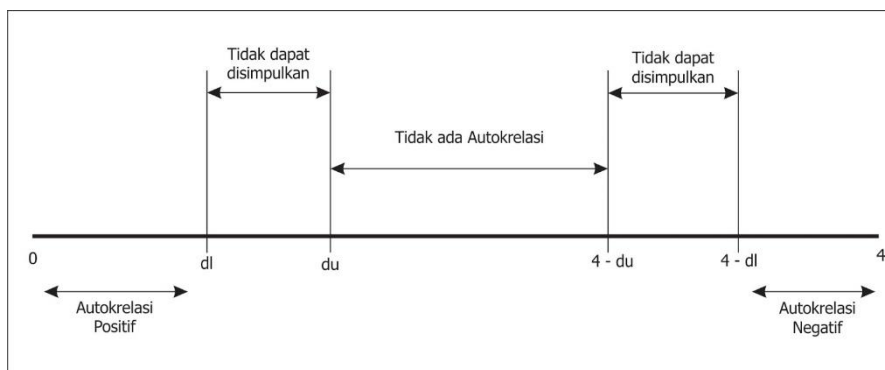 Tidak dapat
disimpulkan
Tidak dapat
disimpulkan
Tidak ada Autokrelasi
0
dl
du
4 - du
4 - dl
4
Autokrelasi
Positif
Autokrelasi
Negatif